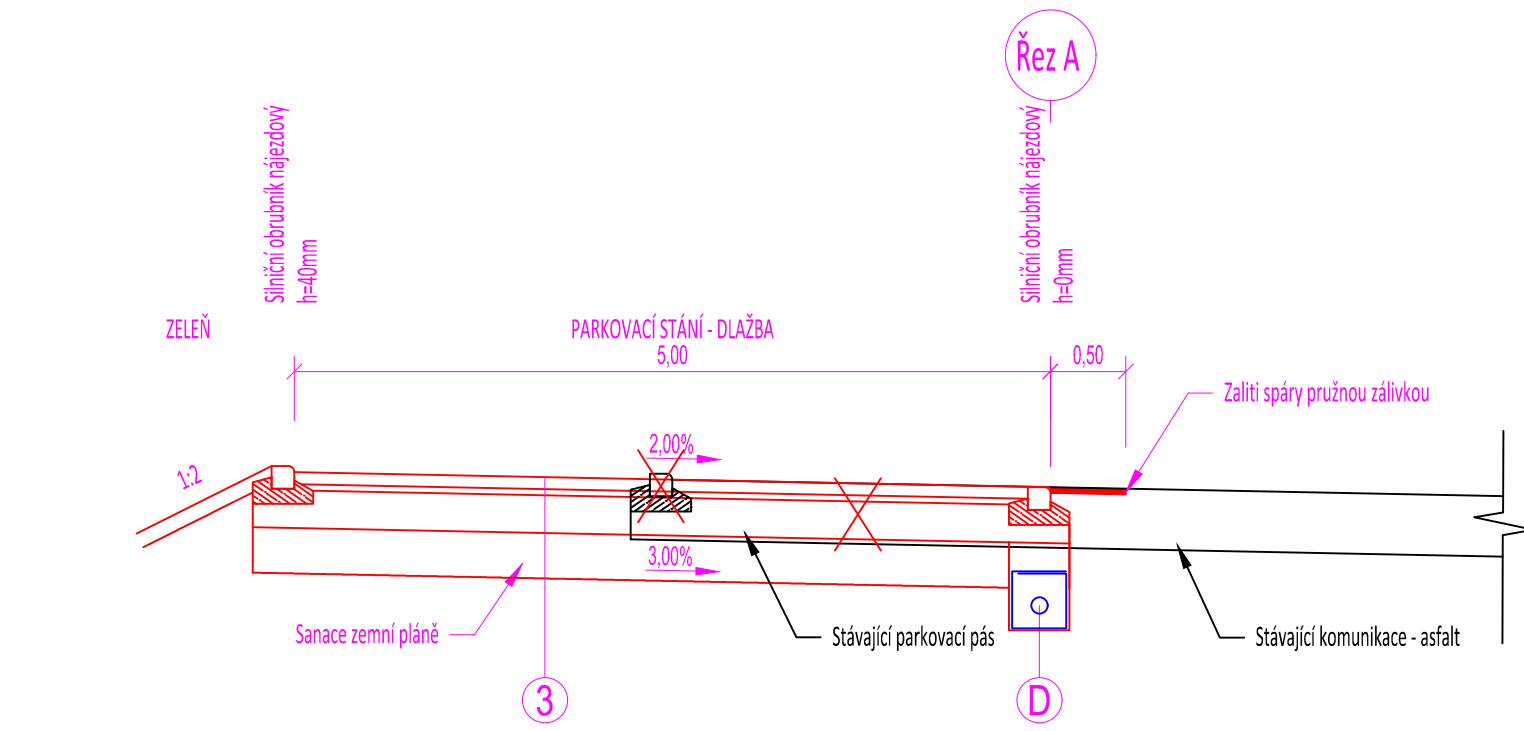 Řez A
Silniční obrubník nájezdový
h=40mm
Silniční obrubník nájezdový
h=0mm
ZELEŇ
PARKOVACÍ STÁNÍ - DLAŽBA
5,00
0,50
Zaliti spáry pružnou zálivkou
2,00%
1:2
3,00%
Sanace zemní pláně
Stávající parkovací pás
Stávající komunikace - asfalt
3
D